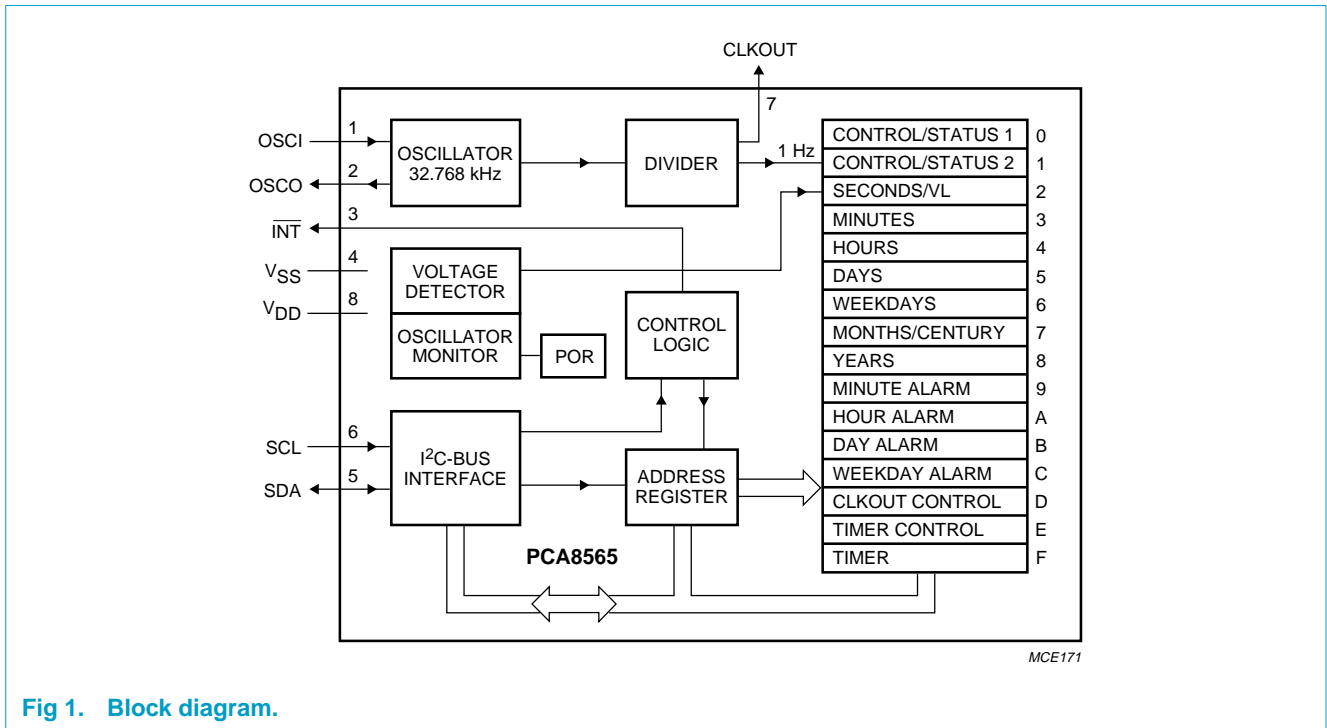 CLKOUT
7
OSCI
1
OSCILLATOR
32.768 kHz
DIVIDER
1 Hz
OSCO
2
INT
3
VSS
4
VDD
8
VOLTAGE
DETECTOR
OSCILLATOR
MONITOR
POR
CONTROL
LOGIC
SCL
6
SDA
5
I2C-BUS
INTERFACE
ADDRESS
REGISTER
PCA8565
CONTROL/STATUS 1 0
CONTROL/STATUS 2 1
SECONDS/VL 2
MINUTES 3
HOURS 4
DAYS 5
WEEKDAYS 6
MONTHS/CENTURY 7
YEARS 8
MINUTE ALARM 9
HOUR ALARM A
DAY ALARM B
WEEKDAY ALARM C
CLKOUT CONTROL D
TIMER CONTROL E
TIMER F
MCE171
Fig 1. Block diagram.